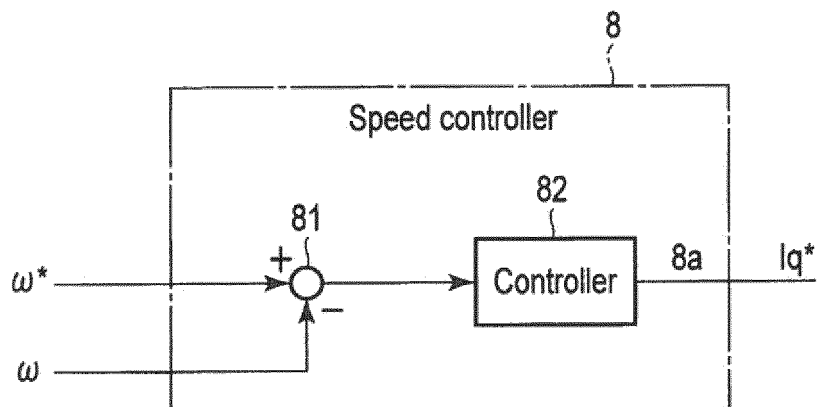 8
Speed controller
81
82
ω*
+
−
Controller
8a
Iq*
ω